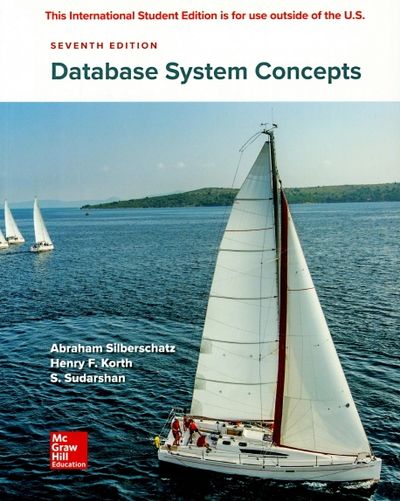 This International Student Edition is for use outside of the U.S.
SEVENTH EDITION
Database System Concepts
Abraham Silberschatz
Henry F. Korth
S. Sudarshan
Mc
Graw
Hill
Education